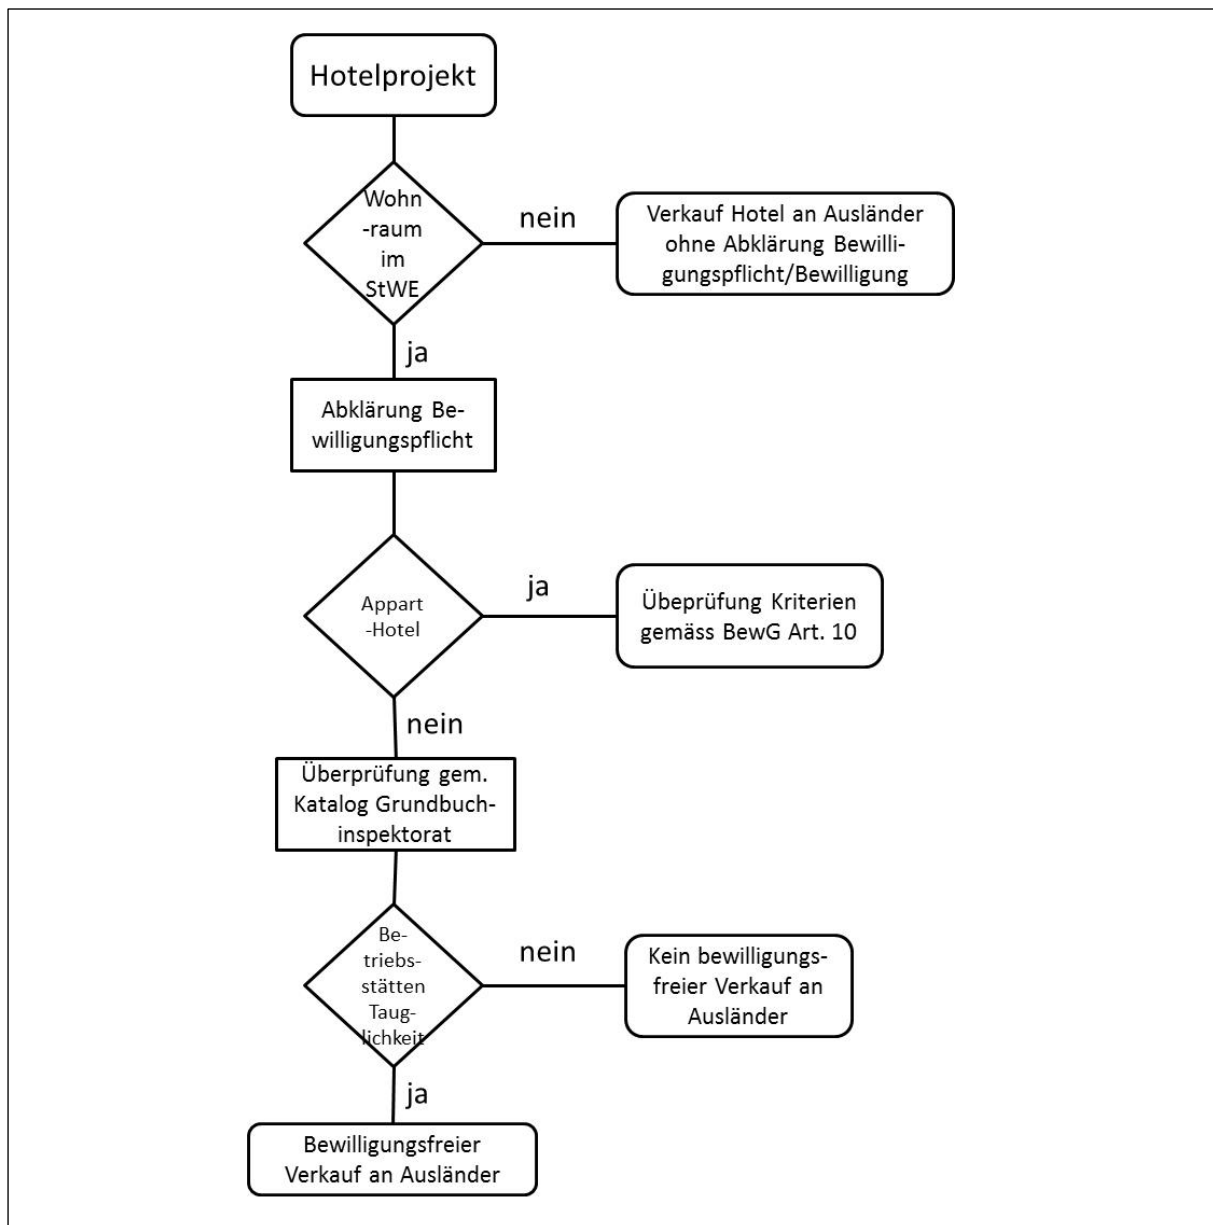 Hotelprojekt
Wohn
-raum
im
StWE
nein
Verkauf Hotel an Ausländer
ohne Abklärung Bewilli-
gungspflicht/Bewilligung
ja
Abklärung Be-
willigungspflicht
Appart
-Hotel
ja
Übeprüfung Kriterien
gemäss BewG Art. 10
nein
Überprüfung gem.
Katalog Grundbuch-
inspektorat
Be-
triebs-
stätten
Taug-
lichkeit
nein
Kein bewilligungs-
freier Verkauf an
Ausländer
ja
Bewilligungsfreier
Verkauf an Ausländer